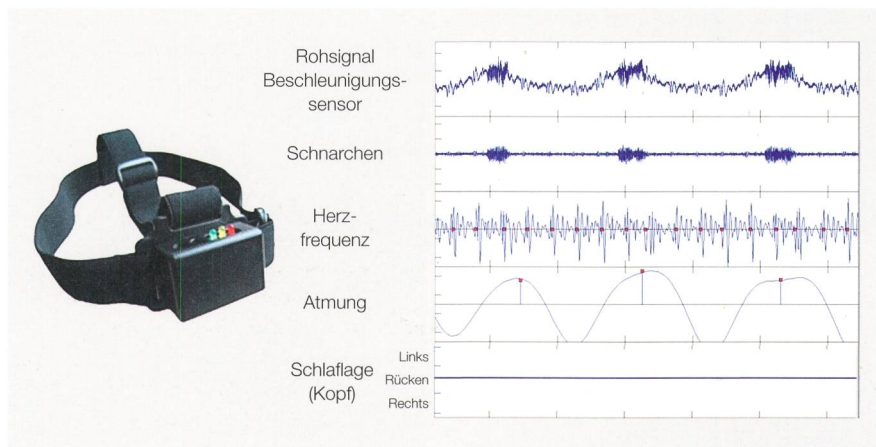 Rohsignal
Beschleunigungs-
sensor
Schnarchen
Herz-
frequenz
Atmung
Schlaflage
(Kopf)
Links
Rücken
Rechts